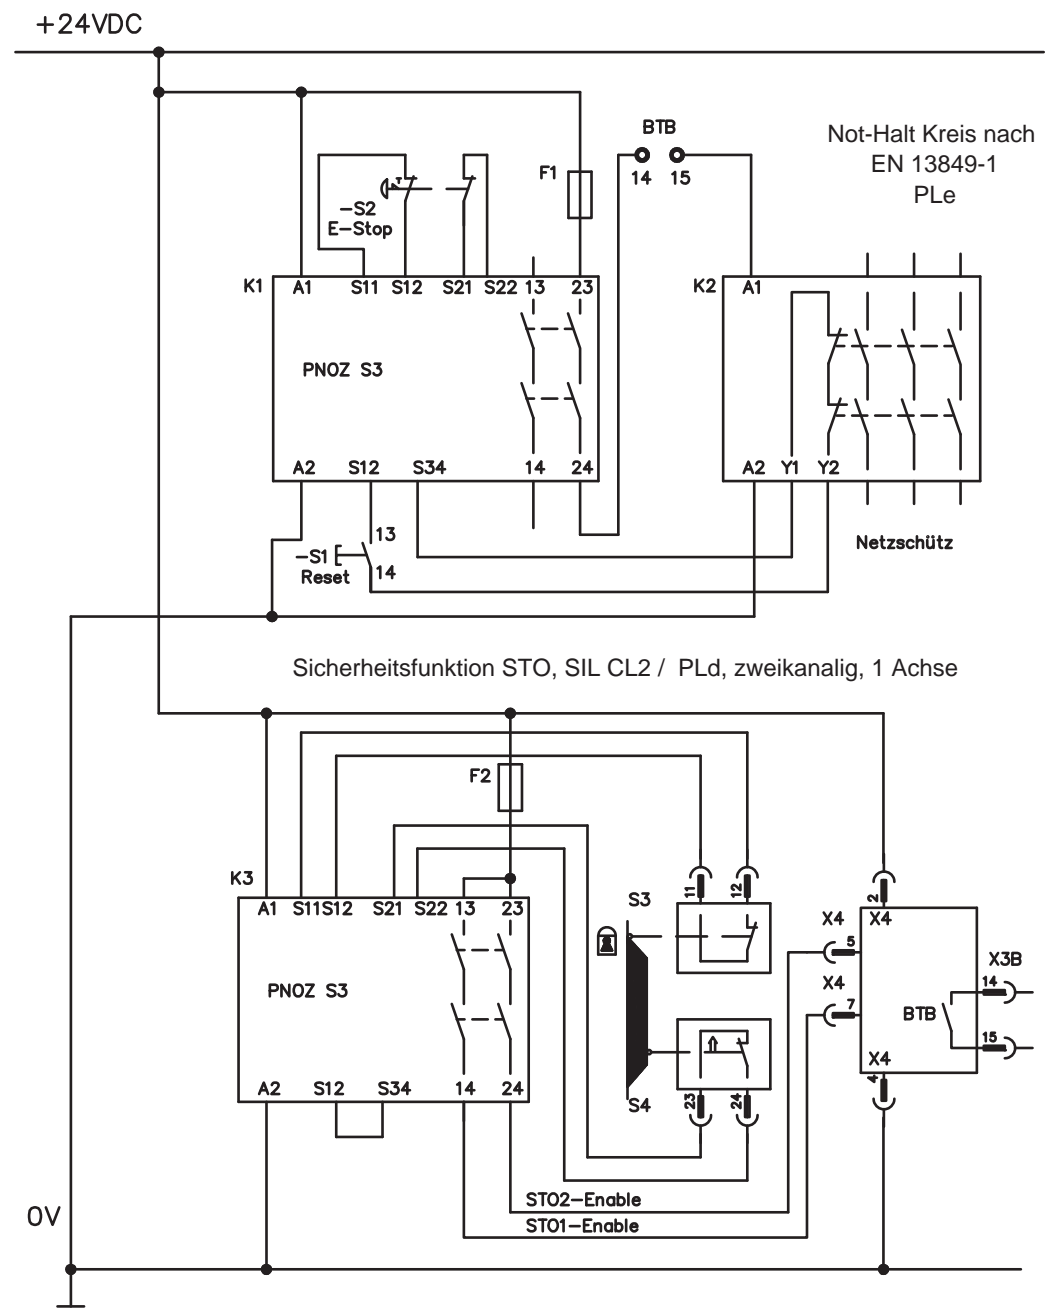 +24VDC
BTB
14 15
Not-Halt Kreis nach
EN 13849-1
PLe
F1
-S2
E-Stop
K1
A1 S11 S12 S21 S22 13 23
K2
A1
PNOZ S3
A2 S12 S34 14 24
A2 Y1 Y2
13
-S1
Reset
14
Netzschütz
Sicherheitsfunktion STO, SIL CL2 / PLd, zweikanalig, 1 Achse
F2
K3
A1 S11 S12 S21 S22 13 23
11 12
S3
2
X4 X4
5
X3B
X4
14
7
PNOZ S3
BTB
15
X4
A2 S12 S34 14 24
23 24
S4
4
STO2-Enable
STO1-Enable
0V